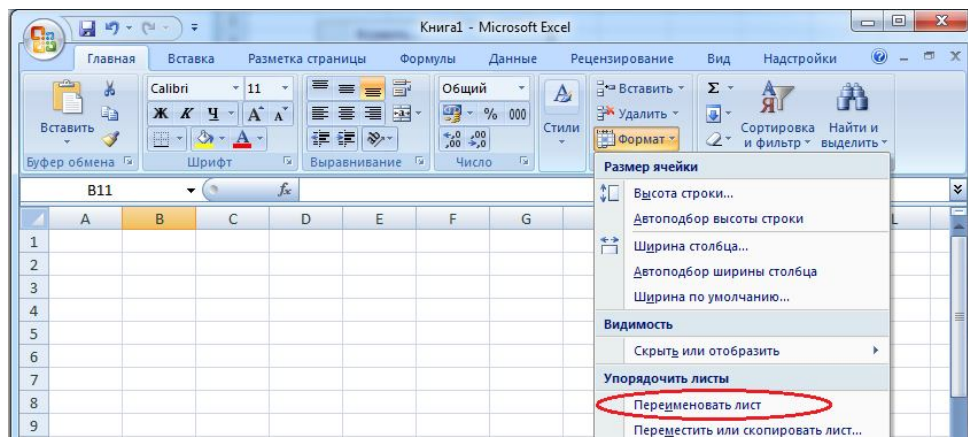 Книга1 - Microsoft Excel
Главная Вставка Разметка страницы Формулы Данные Рецензирование Вид Надстройки
Calibri 11 Общий Вставить
Вставить Ж К Ч A A % 000 Стили Удалить Сортировка и фильтр Найти и выделить
Формат
Буфер обмена Шрифт Выравнивание Число
Размер ячейки
B11 fx
Высота строки...
A B C D E F G L
Автоподбор высоты строки
1
Ширина столбца...
2
Автоподбор ширины столбца
3
Ширина по умолчанию...
4
Видимость
5
Скрыть или отобразить
6
Упорядочить листы
7
Переименовать лист
8
Переместить или скопировать лист...
9